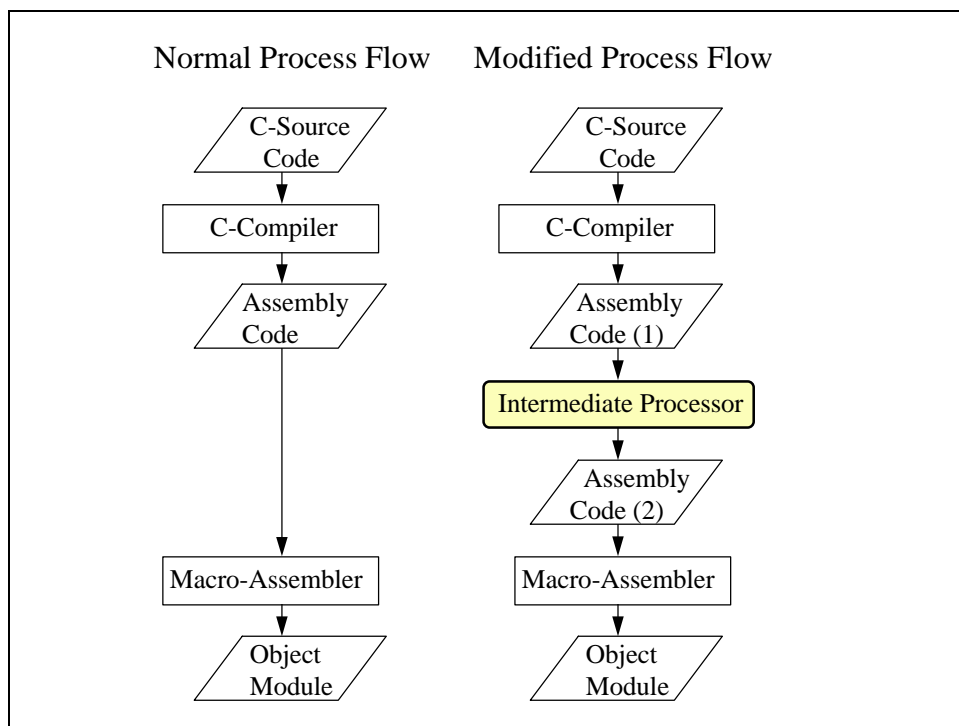 Normal Process Flow
C-Source
Code
C-Compiler
Assembly
Code
Macro-Assembler
Object
Module
Modified Process Flow
C-Source
Code
C-Compiler
Assembly
Code (1)
Intermediate Processor
Assembly
Code (2)
Macro-Assembler
Object
Module